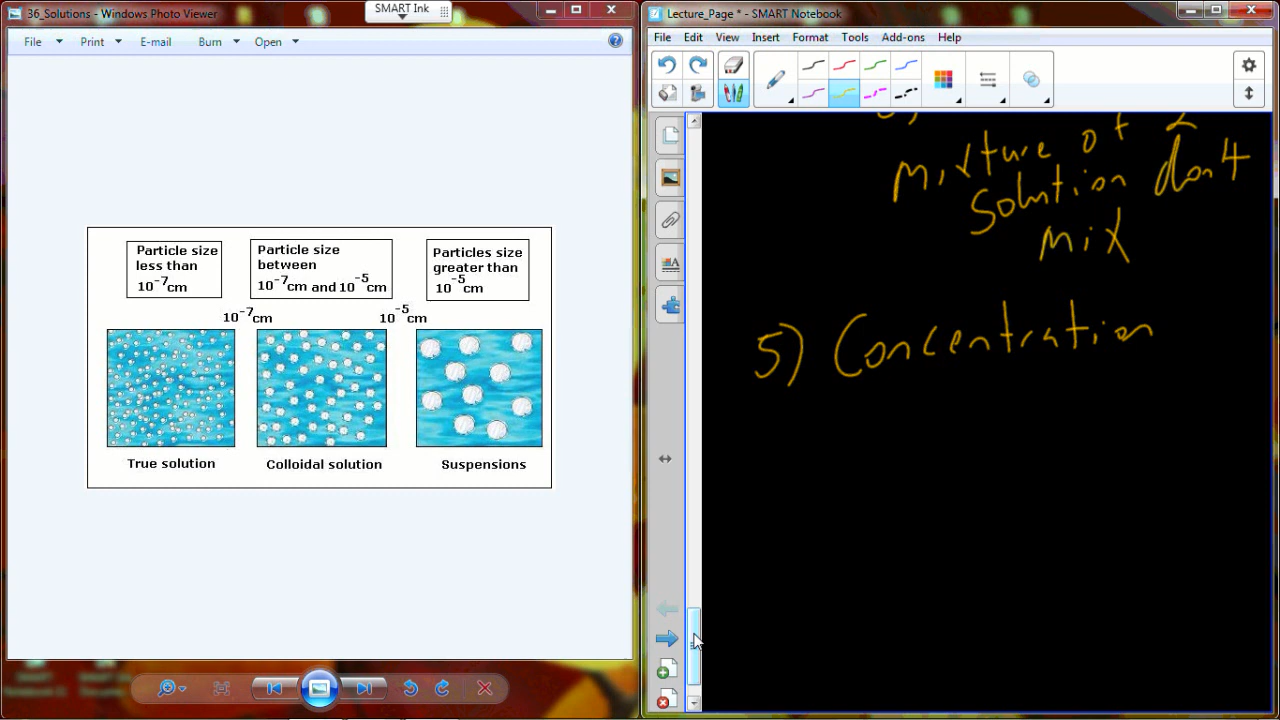 36_Solutions - Windows Photo Viewer
SMART Ink
File Print E-mail Burn Open
Particle size
less than
10⁻⁷cm
Particle size
between
10⁻⁷cm and 10⁻⁵cm
Particles size
greater than
10⁻⁵cm
10⁻⁷cm
10⁻⁵cm
True solution
Colloidal solution
Suspensions
Lecture_Page * - SMART Notebook
File Edit View Insert Format Tools Add-ons Help
Mixture of 2
Solution don't
mix
5) Concentration